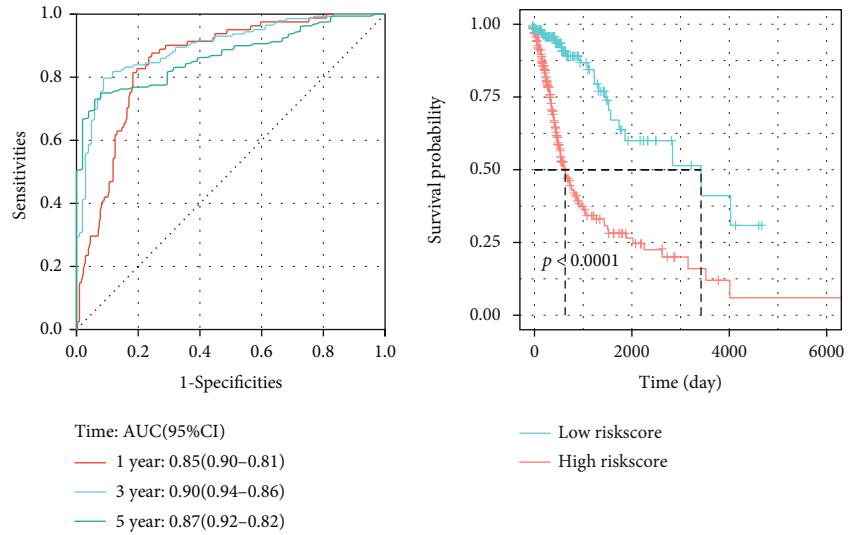 Sensitivities
1.0
0.8
0.6
0.4
0.2
0.0
0.0 0.2 0.4 0.6 0.8 1.0
1-Specificities
Time: AUC(95%CI)
1 year: 0.85(0.90–0.81)
3 year: 0.90(0.94–0.86)
5 year: 0.87(0.92–0.82)
Survival probability
1.00
0.75
0.50
0.25
0.00
p < 0.0001
0 2000 4000 6000
Time (day)
Low riskscore
High riskscore